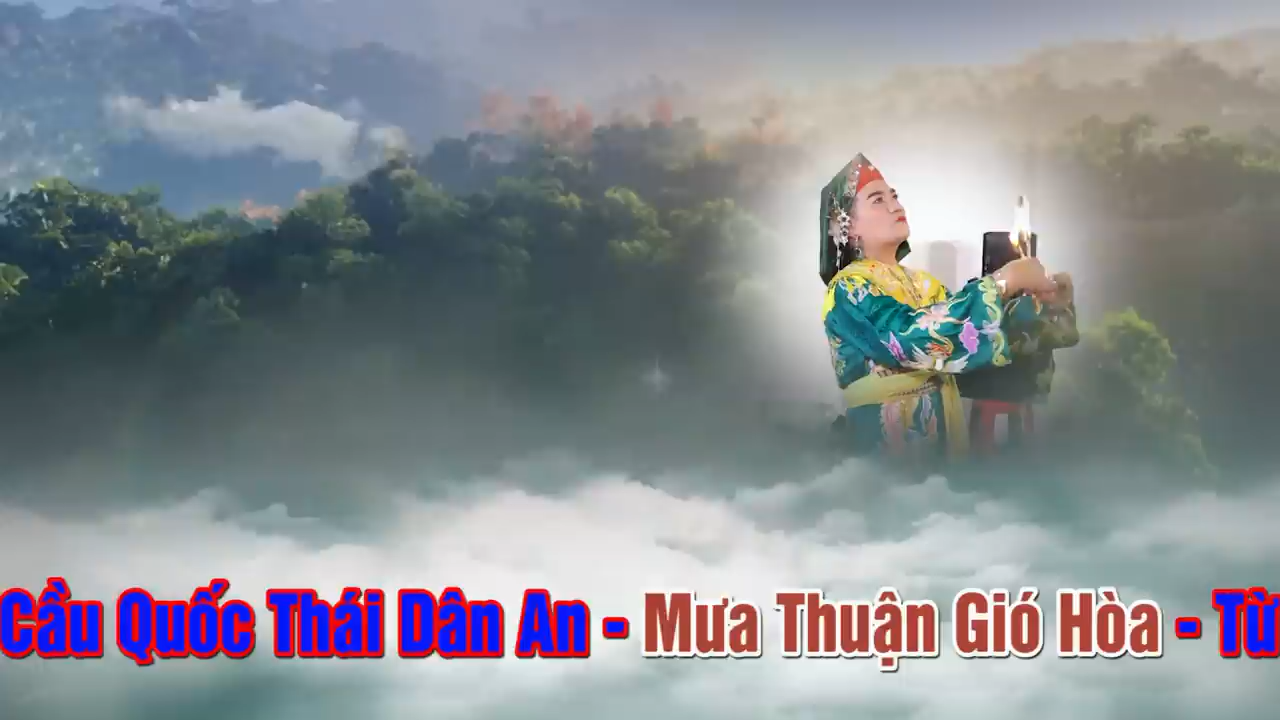 Cầu Quốc Thái Dân An - Mưa Thuận Gió Hòa - Từ